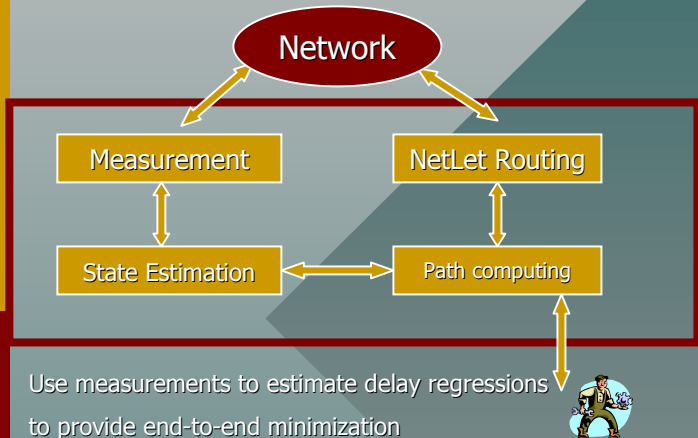 Network
Measurement
NetLet Routing
State Estimation
Path computing
Use measurements to estimate delay regressions
to provide end-to-end minimization